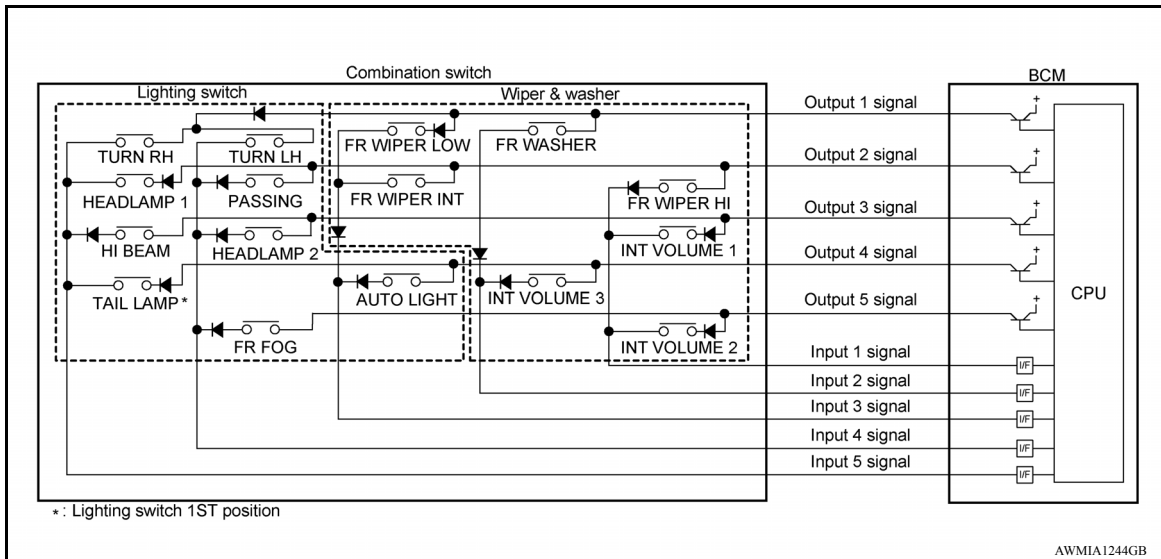 Combination switch
BCM
Lighting switch
Wiper & washer
Output 1 signal
+
TURN RH
TURN LH
FR WIPER LOW
FR WASHER
Output 2 signal
+
HEADLAMP 1
PASSING
FR WIPER INT
FR WIPER HI
Output 3 signal
+
HI BEAM
HEADLAMP 2
INT VOLUME 1
Output 4 signal
+
TAIL LAMP*
AUTO LIGHT
INT VOLUME 3
CPU
Output 5 signal
+
FR FOG
INT VOLUME 2
Input 1 signal
I/F
Input 2 signal
I/F
Input 3 signal
I/F
Input 4 signal
I/F
Input 5 signal
I/F
*: Lighting switch 1ST position
AWMIA1244GB